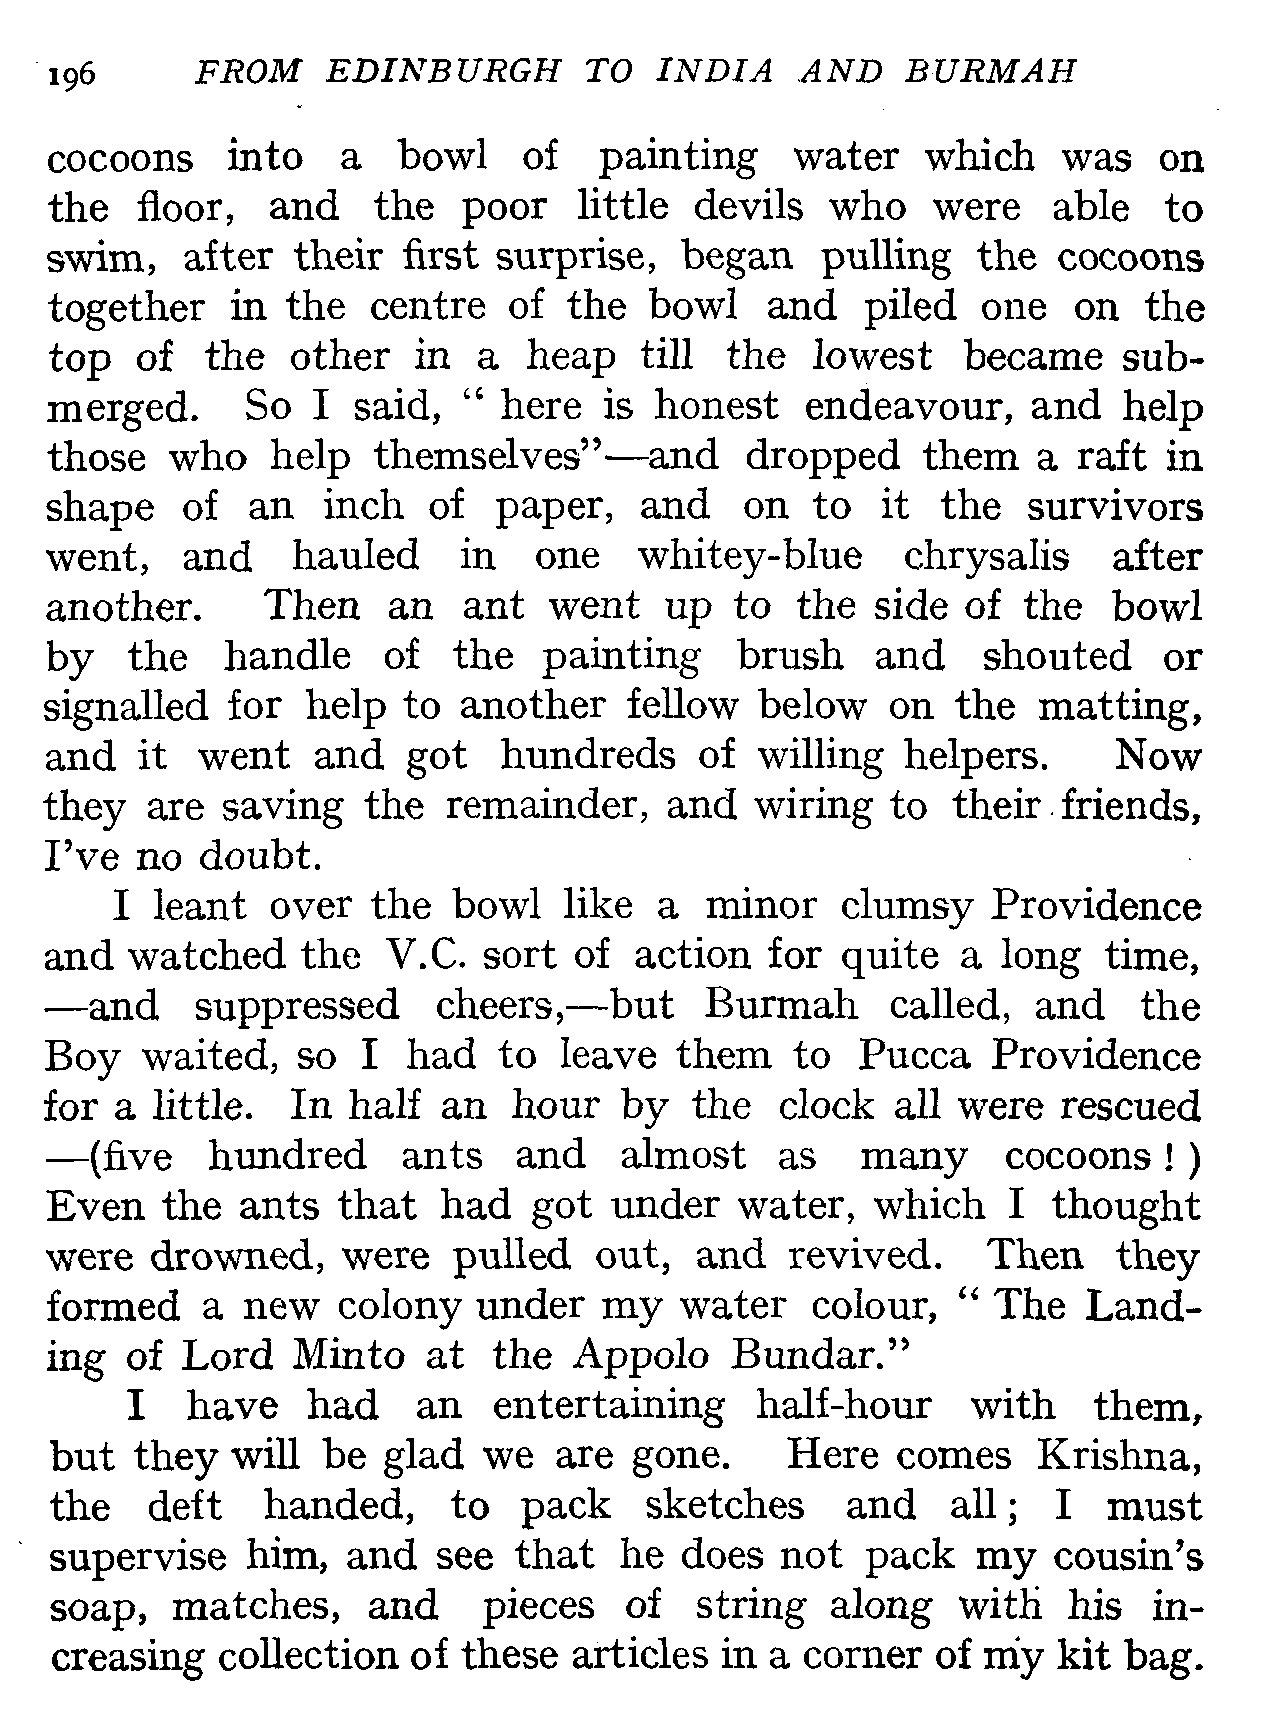 196 FROM EDINBURGH TO INDIA AND BURMAH
cocoons into a bowl of painting water which was on
the floor, and the poor little devils who were able to
swim, after their first surprise, began pulling the cocoons
together in the centre of the bowl and piled one on the
top of the other in a heap till the lowest became sub-
merged. So I said, “ here is honest endeavour, and help
those who help themselves”—and dropped them a raft in
shape of an inch of paper, and on to it the survivors
went, and hauled in one whitey-blue chrysalis after
another. Then an ant went up to the side of the bowl
by the handle of the painting brush and shouted or
signalled for help to another fellow below on the matting,
and it went and got hundreds of willing helpers. Now
they are saving the remainder, and wiring to their friends,
I’ve no doubt.
I leant over the bowl like a minor clumsy Providence
and watched the V.C. sort of action for quite a long time,
—and suppressed cheers,—but Burmah called, and the
Boy waited, so I had to leave them to Pucca Providence
for a little. In half an hour by the clock all were rescued
—(five hundred ants and almost as many cocoons ! )
Even the ants that had got under water, which I thought
were drowned, were pulled out, and revived. Then they
formed a new colony under my water colour, “ The Land-
ing of Lord Minto at the Appolo Bundar.”
I have had an entertaining half-hour with them,
but they will be glad we are gone. Here comes Krishna,
the deft handed, to pack sketches and all ; I must
supervise him, and see that he does not pack my cousin’s
soap, matches, and pieces of string along with his in-
creasing collection of these articles in a corner of my kit bag.